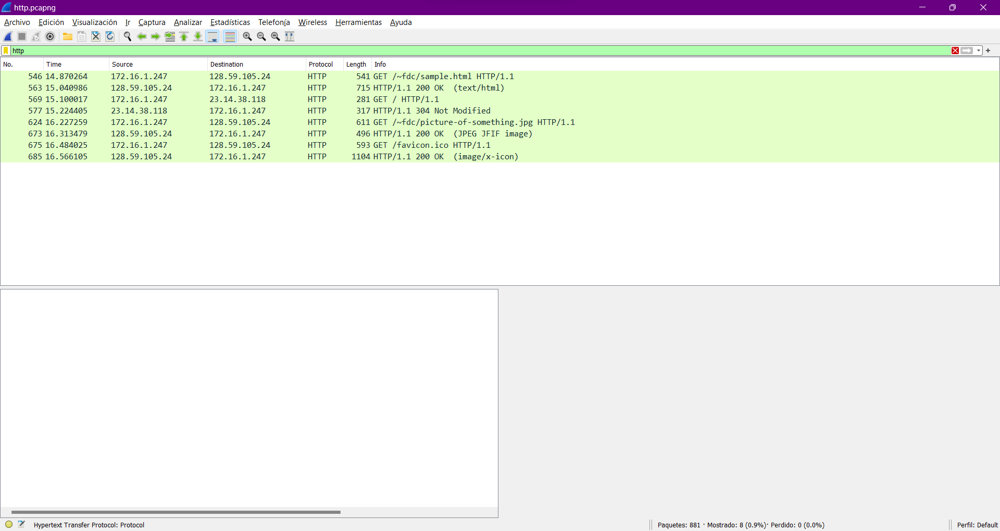 http.pcapng
Archivo Edición Visualización Ir Captura Analizar Estadísticas Telefonía Wireless Herramientas Ayuda
http
No. Time Source Destination Protocol Length Info
546 14.870264 172.16.1.247 128.59.105.24 HTTP 541 GET /~fdc/sample.html HTTP/1.1
563 15.040986 128.59.105.24 172.16.1.247 HTTP 715 HTTP/1.1 200 OK (text/html)
569 15.100017 172.16.1.247 23.14.38.118 HTTP 281 GET / HTTP/1.1
577 15.224405 23.14.38.118 172.16.1.247 HTTP 317 HTTP/1.1 304 Not Modified
624 16.227259 172.16.1.247 128.59.105.24 HTTP 611 GET /~fdc/picture-of-something.jpg HTTP/1.1
673 16.313479 128.59.105.24 172.16.1.247 HTTP 496 HTTP/1.1 200 OK (JPEG JFIF image)
675 16.484025 172.16.1.247 128.59.105.24 HTTP 593 GET /favicon.ico HTTP/1.1
685 16.566105 128.59.105.24 172.16.1.247 HTTP 1104 HTTP/1.1 200 OK (image/x-icon)
Hypertext Transfer Protocol: Protocol Paquetes: 881 · Mostrado: 8 (0.9%)· Perdido: 0 (0.0%) Perfil: Default